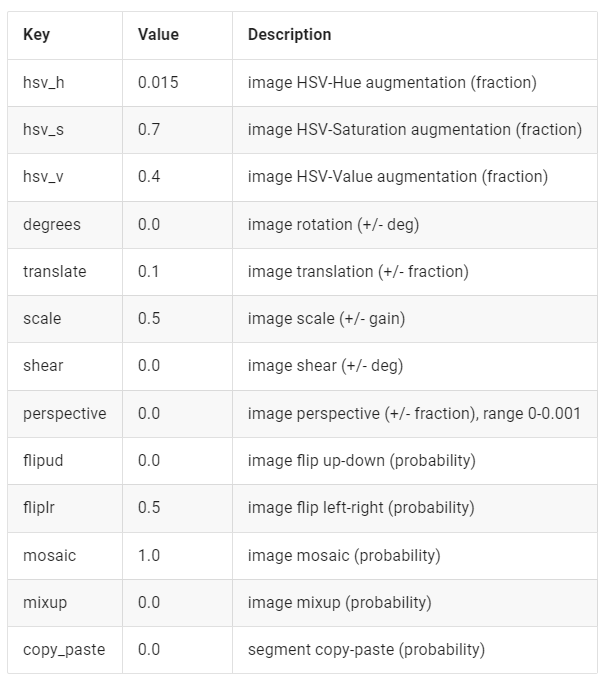 Key Value Description
hsv_h 0.015 image HSV-Hue augmentation (fraction)
hsv_s 0.7 image HSV-Saturation augmentation (fraction)
hsv_v 0.4 image HSV-Value augmentation (fraction)
degrees 0.0 image rotation (+/- deg)
translate 0.1 image translation (+/- fraction)
scale 0.5 image scale (+/- gain)
shear 0.0 image shear (+/- deg)
perspective 0.0 image perspective (+/- fraction), range 0-0.001
flipud 0.0 image flip up-down (probability)
fliplr 0.5 image flip left-right (probability)
mosaic 1.0 image mosaic (probability)
mixup 0.0 image mixup (probability)
copy_paste 0.0 segment copy-paste (probability)